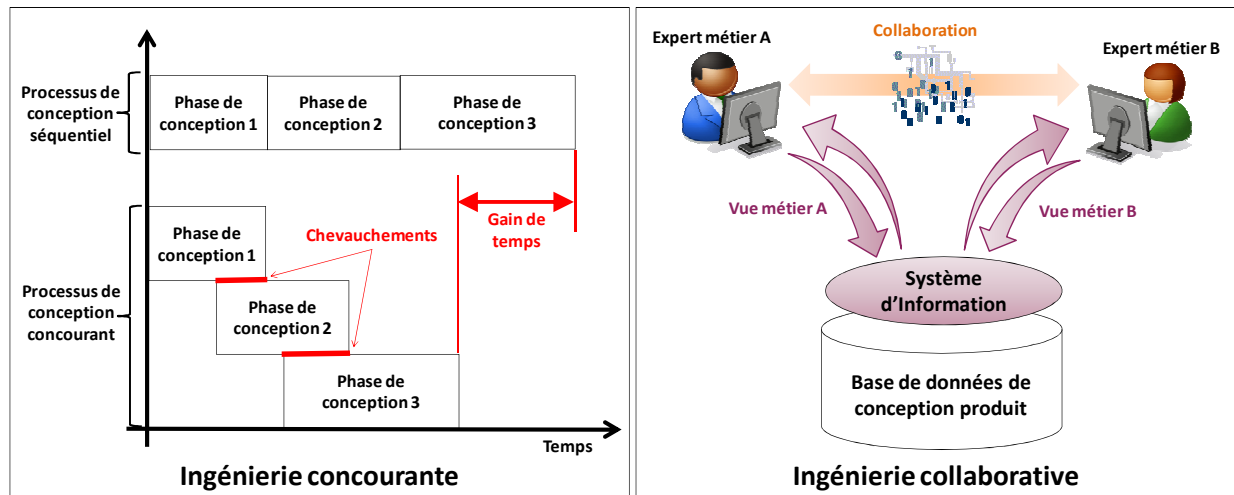 Processus de
conception
séquentiel
Phase de
conception 1
Phase de
conception 2
Phase de
conception 3
Gain de
temps
Chevauchements
Processus de
conception
concourant
Phase de
conception 1
Phase de
conception 2
Phase de
conception 3
Temps
Ingénierie concourante
Expert métier A
Collaboration
Expert métier B
Vue métier A
Vue métier B
Système
d'Information
Base de données de
conception produit
Ingénierie collaborative